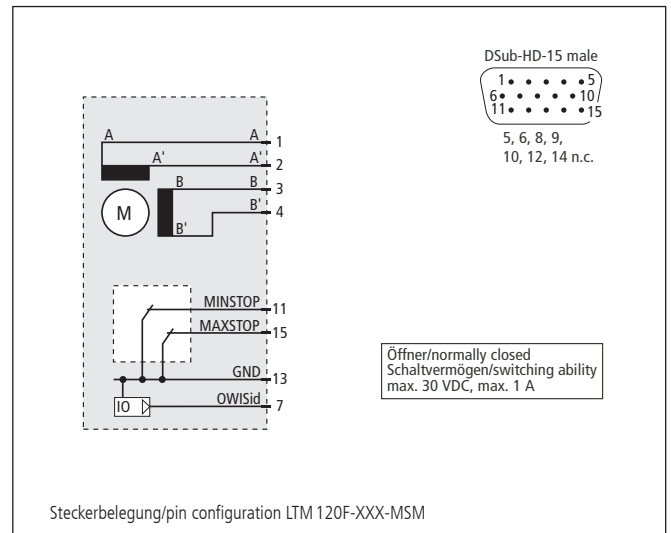 DSub-HD-15 male
1 5
6 10
11 15
5, 6, 8, 9,
10, 12, 14 n.c.
A A 1
A' A' 2
B B 3
M B' 4
B'
MINSTOP 11
MAXSTOP 15
Öffner/normally closed
Schaltvermögen/switching ability
max. 30 VDC, max. 1 A
GND 13
IO OWISid 7
Steckerbelegung/pin configuration LTM 120F-XXX-MSM